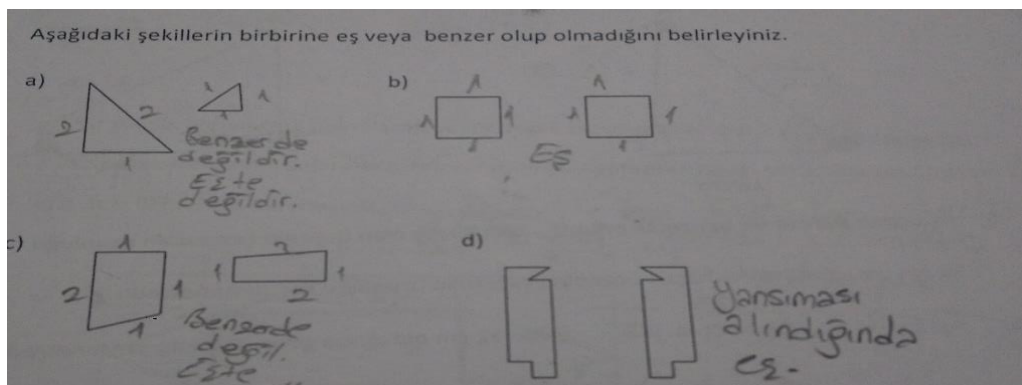 Aşağıdaki şekillerin birbirine eş veya benzer olup olmadığını belirleyiniz.
a)
2
2
1
1
1
1
Benzer de
değildir.
Eşte
değildir.
b)
1
1
1
1
1
1
1
1
Eş
c)
1
2
1
1
2
1
1
2
Benzerde
değil.
Eşte
d)
Yansıması
alındığında
eş.